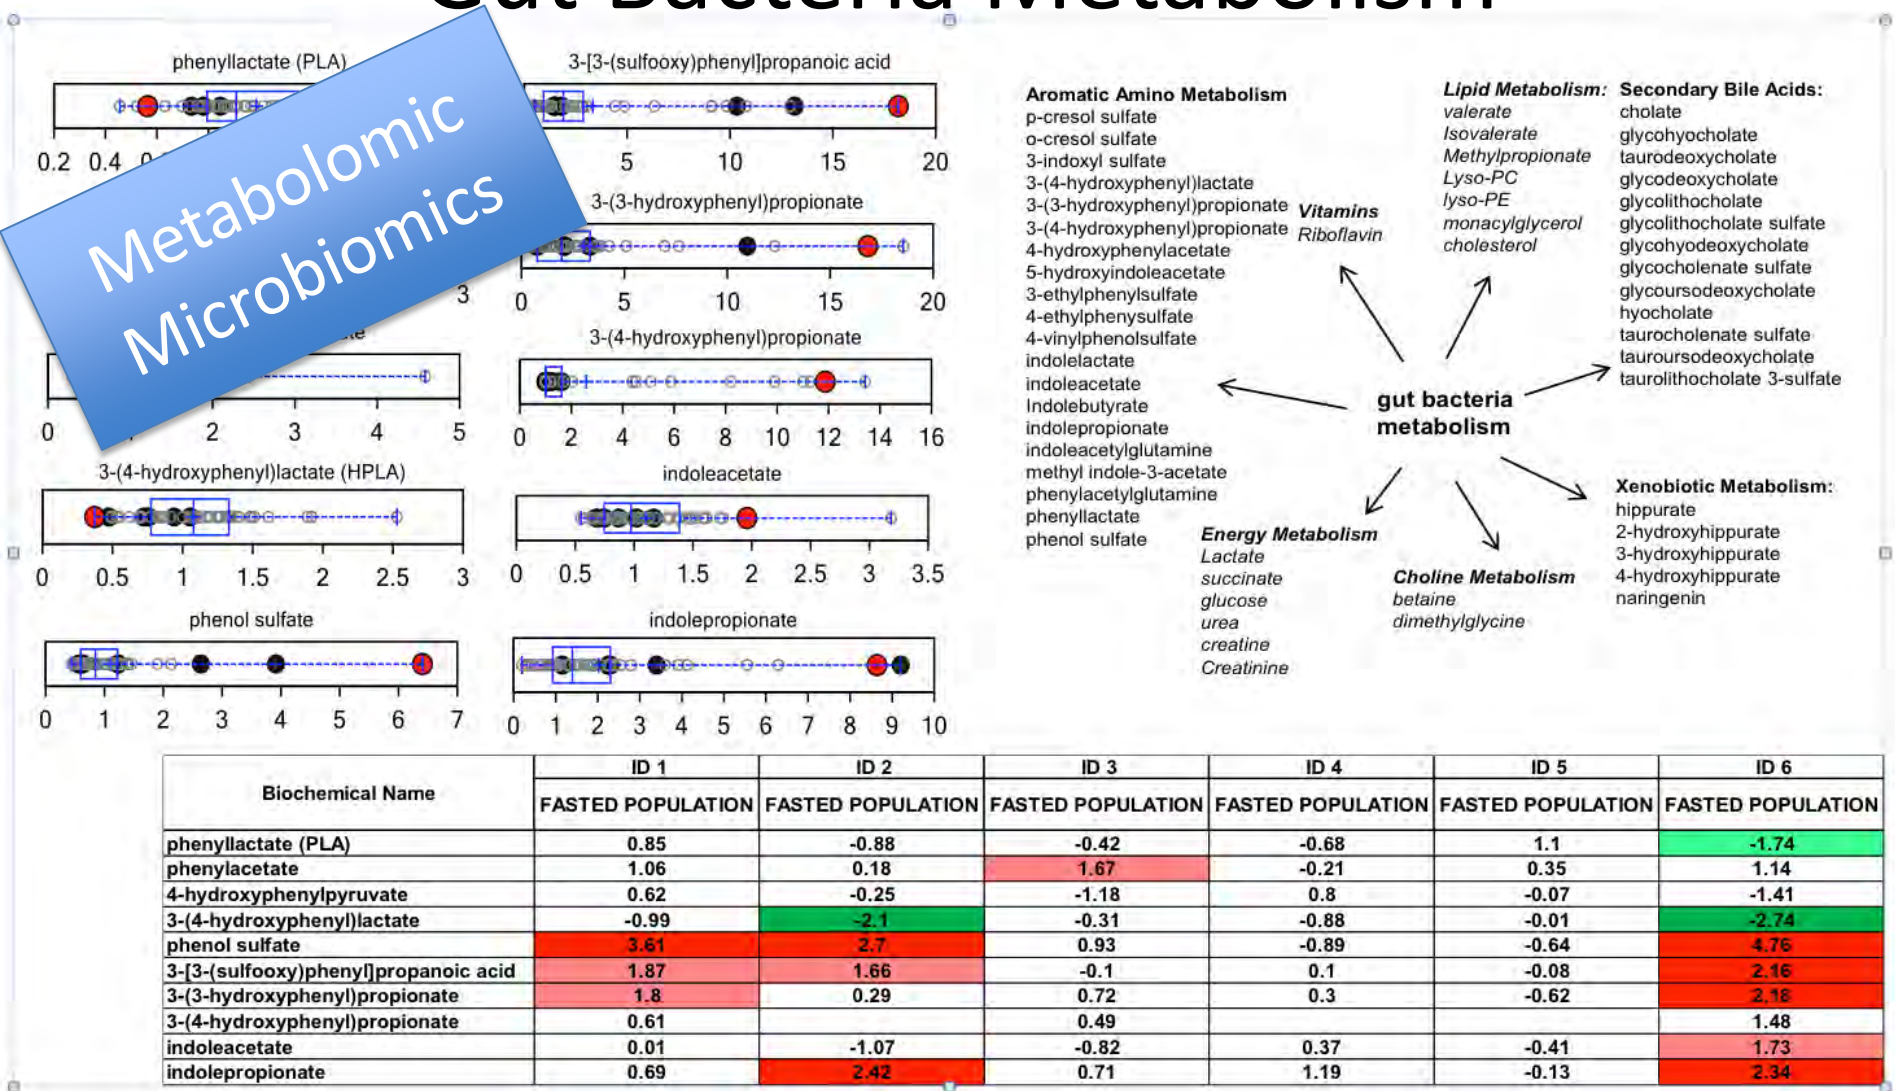 Gut Bacteria Metabolism
Metabolomic
Microbiomics
phenyllactate (PLA)
0.2 0.4
3-[3-(sulfooxy)phenyl]propanoic acid
5 10 15 20
3
3-(3-hydroxyphenyl)propionate
0 5 10 15 20
0 2 3 4 5
3-(4-hydroxyphenyl)propionate
0 2 4 6 8 10 12 14 16
3-(4-hydroxyphenyl)lactate (HPLA)
0 0.5 1 1.5 2 2.5 3
indoleacetate
0 0.5 1 1.5 2 2.5 3 3.5
phenol sulfate
0 1 2 3 4 5 6 7
indolepropionate
0 1 2 3 4 5 6 7 8 9 10
Aromatic Amino Metabolism
p-cresol sulfate
o-cresol sulfate
3-indoxyl sulfate
3-(4-hydroxyphenyl)lactate
3-(3-hydroxyphenyl)propionate
3-(4-hydroxyphenyl)propionate
4-hydroxyphenylacetate
5-hydroxyindoleacetate
3-ethylphenylsulfate
4-ethylphenysulfate
4-vinylphenolsulfate
indolelactate
indoleacetate
Indolebutyrate
indolepropionate
indoleacetylglutamine
methyl indole-3-acetate
phenylacetylglutamine
phenyllactate
phenol sulfate
Vitamins
Riboflavin
Lipid Metabolism:
valerate
Isovalerate
Methylpropionate
Lyso-PC
lyso-PE
monacylglycerol
cholesterol
Secondary Bile Acids:
cholate
glycohyocholate
taurodeoxycholate
glycodeoxycholate
glycolithocholate
glycolithocholate sulfate
glycohyodeoxycholate
glycocholenate sulfate
glycoursodeoxycholate
hyocholate
taurocholenate sulfate
tauroursodeoxycholate
taurolithocholate 3-sulfate
gut bacteria
metabolism
Energy Metabolism
Lactate
succinate
glucose
urea
creatine
Creatinine
Choline Metabolism
betaine
dimethylglycine
Xenobiotic Metabolism:
hippurate
2-hydroxyhippurate
3-hydroxyhippurate
4-hydroxyhippurate
naringenin
Biochemical Name ID 1 ID 2 ID 3 ID 4 ID 5 ID 6
FASTED POPULATION FASTED POPULATION FASTED POPULATION FASTED POPULATION FASTED POPULATION FASTED POPULATION
phenyllactate (PLA) 0.85 -0.88 -0.42 -0.68 1.1 -1.74
phenylacetate 1.06 0.18 1.67 -0.21 0.35 1.14
4-hydroxyphenylpyruvate 0.62 -0.25 -1.18 0.8 -0.07 -1.41
3-(4-hydroxyphenyl)lactate -0.99 -2.1 -0.31 -0.88 -0.01 -2.74
phenol sulfate 3.61 2.7 0.93 -0.89 -0.64 4.76
3-[3-(sulfooxy)phenyl]propanoic acid 1.87 1.66 -0.1 0.1 -0.08 2.16
3-(3-hydroxyphenyl)propionate 1.8 0.29 0.72 0.3 -0.62 2.18
3-(4-hydroxyphenyl)propionate 0.61 0.49 1.48
indoleacetate 0.01 -1.07 -0.82 0.37 -0.41 1.73
indolepropionate 0.69 2.42 0.71 1.19 -0.13 2.34